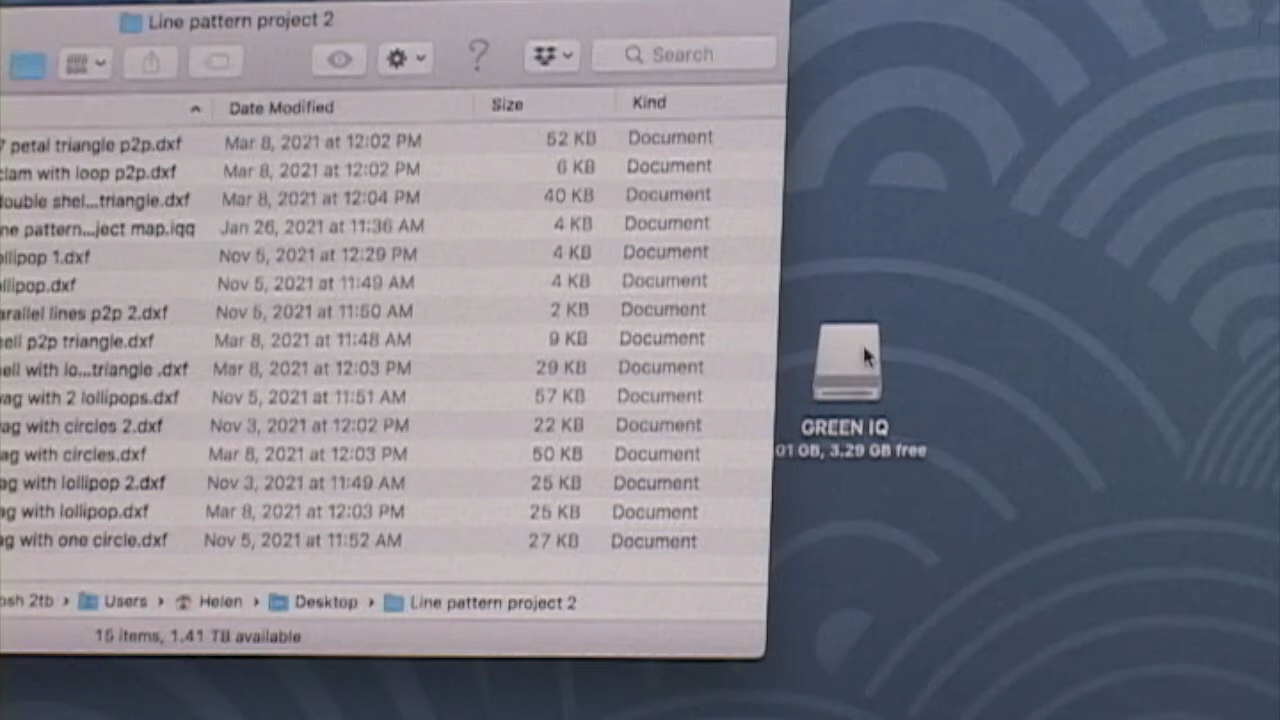 Line pattern project 2
Search
Date Modified Size Kind
7 petal triangle p2p.dxf Mar 8, 2021 at 12:02 PM 52 KB Document
clam with loop p2p.dxf Mar 8, 2021 at 12:02 PM 6 KB Document
double shel...triangle.dxf Mar 8, 2021 at 12:04 PM 40 KB Document
ne pattern...ject map.iqq Jan 26, 2021 at 11:36 AM 4 KB Document
ollipop 1.dxf Nov 5, 2021 at 12:29 PM 4 KB Document
ollipop.dxf Nov 5, 2021 at 11:49 AM 4 KB Document
arallel lines p2p 2.dxf Nov 5, 2021 at 11:50 AM 2 KB Document
ell p2p triangle.dxf Mar 8, 2021 at 11:48 AM 9 KB Document
ell with lo...triangle .dxf Mar 8, 2021 at 12:03 PM 29 KB Document
ag with 2 lollipops.dxf Nov 5, 2021 at 11:51 AM 57 KB Document
ag with circles 2.dxf Nov 3, 2021 at 12:02 PM 22 KB Document
ag with circles.dxf Mar 8, 2021 at 12:03 PM 50 KB Document
ag with lollipop 2.dxf Nov 3, 2021 at 11:49 AM 25 KB Document
ag with lollipop.dxf Mar 8, 2021 at 12:03 PM 25 KB Document
ag with one circle.dxf Nov 5, 2021 at 11:52 AM 27 KB Document
GREEN IQ
01 GB, 3.29 GB free
osh 2tb › Users › Helen › Desktop › Line pattern project 2
15 items, 1.41 TB available